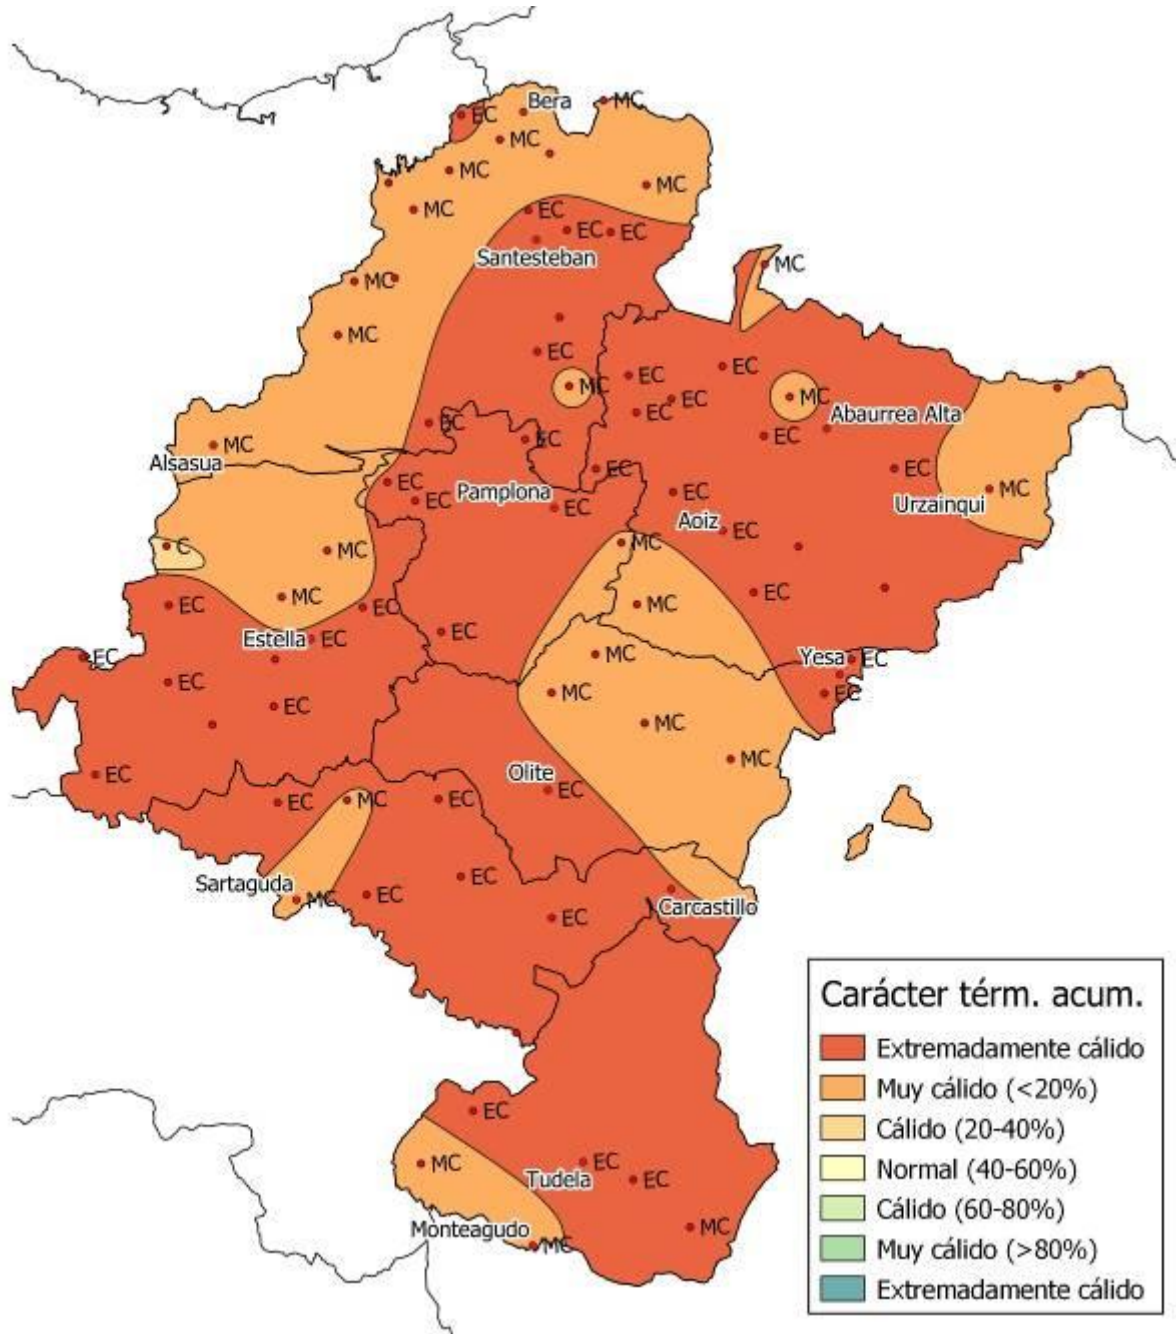 Bera
MC
EC
MC
MC
MC
MC
EC
EC
EC
Santesteban
MC
MC
MC
EC
EC
MC
EC
EC
MC
EC
Abaurrea Alta
EC
EC
EC
MC
Alsasua
EC
EC
EC
Pamplona
EC
EC
EC
MC
Urzainqui
Aoiz
EC
MC
C
MC
EC
MC
MC
EC
EC
EC
Estella
EC
EC
MC
Yesa
EC
EC
EC
MC
EC
MC
MC
EC
Olite
EC
EC
MC
EC
EC
Sartaguda
MC
EC
Carcastillo
EC
Carácter térm. acum.
Extremadamente cálido
Muy cálido (<20%)
Cálido (20-40%)
Normal (40-60%)
Cálido (60-80%)
Muy cálido (>80%)
Extremadamente cálido
EC
MC
EC
Tudela
EC
Monteagudo
MC
MC